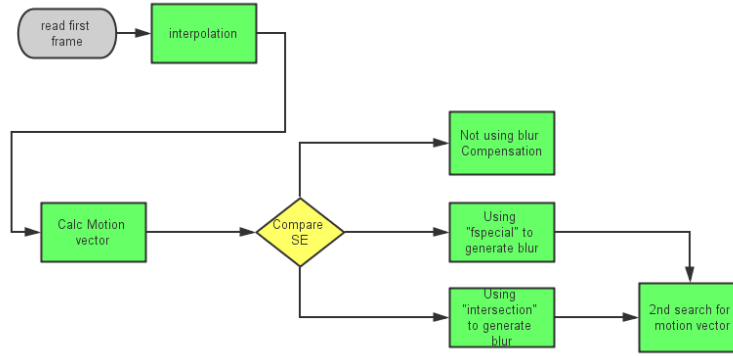 read first
frame
interpolation
Not using blur
Compensation
Calc Motion
vector
Compare
SE
Using
"fspecial" to
generate blur
Using
"intersection"
to generate
blur
2nd search for
motion vector